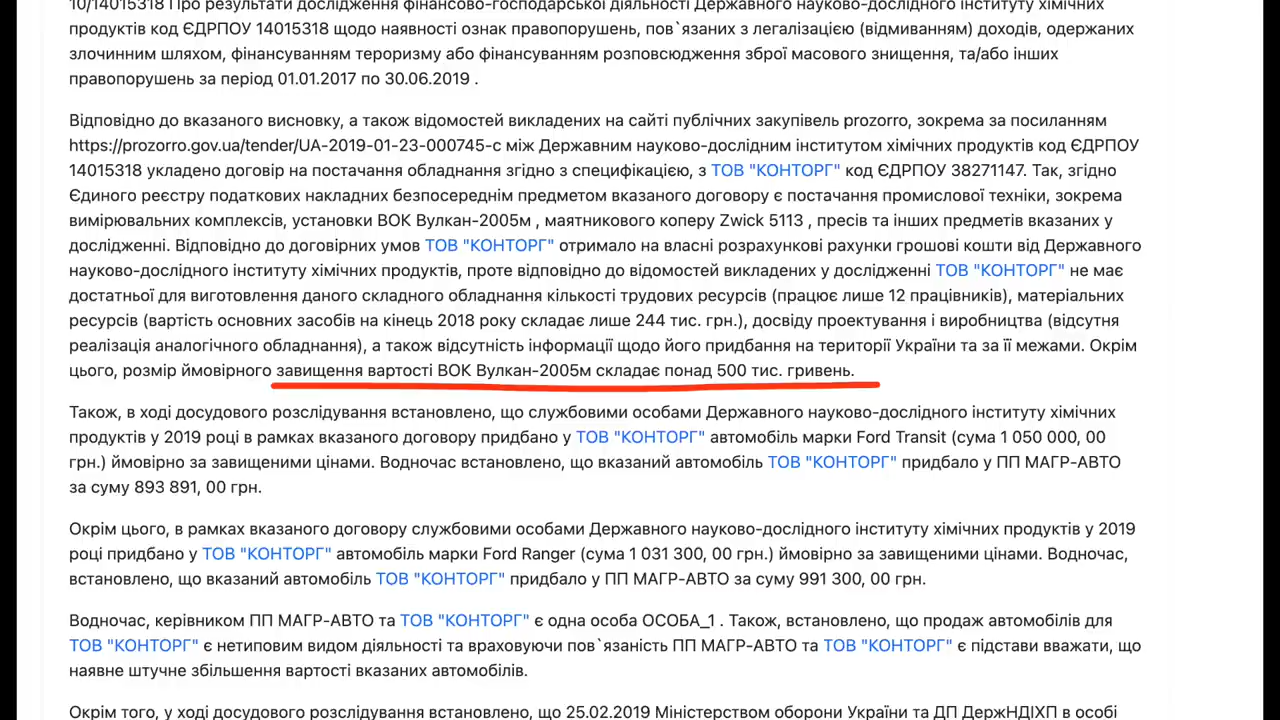 10/14015318 Про результати дослідження фінансово-господарської діяльності Державного науково-дослідного інституту хімічних
продуктів код ЄДРПОУ 14015318 щодо наявності ознак правопорушень, пов`язаних з легалізацією (відмиванням) доходів, одержаних
злочинним шляхом, фінансуванням тероризму або фінансуванням розповсюдження зброї масового знищення, та/або інших
правопорушень за період 01.01.2017 по 30.06.2019 .
Відповідно до вказаного висновку, а також відомостей викладених на сайті публічних закупівель prozorro, зокрема за посиланням
https://prozorro.gov.ua/tender/UA-2019-01-23-000745-c між Державним науково-дослідним інститутом хімічних продуктів код ЄДРПОУ
14015318 укладено договір на постачання обладнання згідно з специфікацією, з ТОВ "КОНТОРГ" код ЄДРПОУ 38271147. Так, згідно
Єдиного реєстру податкових накладних безпосереднім предметом вказаного договору є постачання промислової техніки, зокрема
вимірювальних комплексів, установки ВОК Вулкан-2005м , маятникового коперу Zwick 5113 , пресів та інших предметів вказаних у
дослідженні. Відповідно до договірних умов ТОВ "КОНТОРГ" отримало на власні розрахункові рахунки грошові кошти від Державного
науково-дослідного інституту хімічних продуктів, проте відповідно до відомостей викладених у дослідженні ТОВ "КОНТОРГ" не має
достатньої для виготовлення даного складного обладнання кількості трудових ресурсів (працює лише 12 працівників), матеріальних
ресурсів (вартість основних засобів на кінець 2018 року складає лише 244 тис. грн.), досвіду проектування і виробництва (відсутня
реалізація аналогічного обладнання), а також відсутність інформації щодо його придбання на території України та за її межами. Окрім
цього, розмір ймовірного завищення вартості ВОК Вулкан-2005м складає понад 500 тис. гривень.
Також, в ході досудового розслідування встановлено, що службовими особами Державного науково-дослідного інституту хімічних
продуктів у 2019 році в рамках вказаного договору придбано у ТОВ "КОНТОРГ" автомобіль марки Ford Transit (сума 1 050 000, 00
грн.) ймовірно за завищеними цінами. Водночас встановлено, що вказаний автомобіль ТОВ "КОНТОРГ" придбало у ПП МАГР-АВТО
за суму 893 891, 00 грн.
Окрім цього, в рамках вказаного договору службовими особами Державного науково-дослідного інституту хімічних продуктів у 2019
році придбано у ТОВ "КОНТОРГ" автомобіль марки Ford Ranger (сума 1 031 300, 00 грн.) ймовірно за завищеними цінами. Водночас,
встановлено, що вказаний автомобіль ТОВ "КОНТОРГ" придбало у ПП МАГР-АВТО за суму 991 300, 00 грн.
Водночас, керівником ПП МАГР-АВТО та ТОВ "КОНТОРГ" є одна особа ОСОБА_1 . Також, встановлено, що продаж автомобілів для
ТОВ "КОНТОРГ" є нетиповим видом діяльності та враховуючи пов`язаність ПП МАГР-АВТО та ТОВ "КОНТОРГ" є підстави вважати, що
наявне штучне збільшення вартості вказаних автомобілів.
Окрім того, у ході досудового розслідування встановлено, що 25.02.2019 Міністерством оборони України та ДП ДержНДІХП в особі